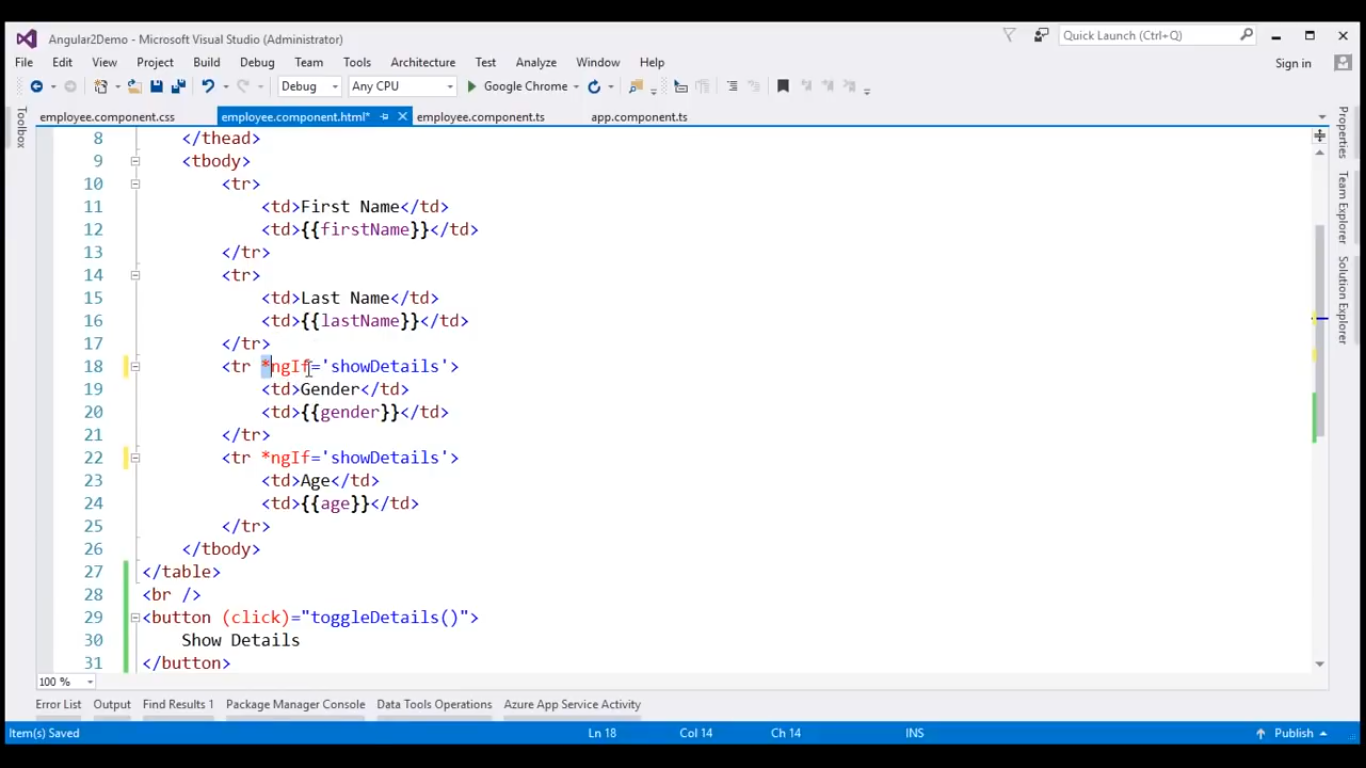 Angular2Demo - Microsoft Visual Studio (Administrator)
Quick Launch (Ctrl+Q)
File Edit View Project Build Debug Team Tools Architecture Test Analyze Window Help
Sign in
Debug Any CPU Google Chrome
employee.component.css employee.component.html* employee.component.ts app.component.ts
Toolbox
Properties
Team Explorer
Solution Explorer
8 </thead>
9 <tbody>
10 <tr>
11 <td>First Name</td>
12 <td>{{firstName}}</td>
13 </tr>
14 <tr>
15 <td>Last Name</td>
16 <td>{{lastName}}</td>
17 </tr>
18 <tr *ngIf='showDetails'>
19 <td>Gender</td>
20 <td>{{gender}}</td>
21 </tr>
22 <tr *ngIf='showDetails'>
23 <td>Age</td>
24 <td>{{age}}</td>
25 </tr>
26 </tbody>
27 </table>
28 <br />
29 <button (click)="toggleDetails()">
30 Show Details
31 </button>
100 %
Error List Output Find Results 1 Package Manager Console Data Tools Operations Azure App Service Activity
Item(s) Saved Ln 18 Col 14 Ch 14 INS Publish